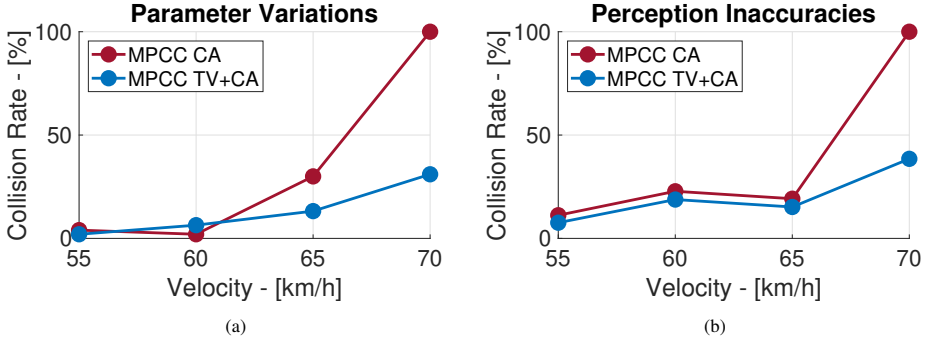 Parameter Variations
Collision Rate - [%]
100
50
0
MPCC CA
MPCC TV+CA
55 60 65 70
Velocity - [km/h]
(a)
Perception Inaccuracies
Collision Rate - [%]
100
50
0
MPCC CA
MPCC TV+CA
55 60 65 70
Velocity - [km/h]
(b)